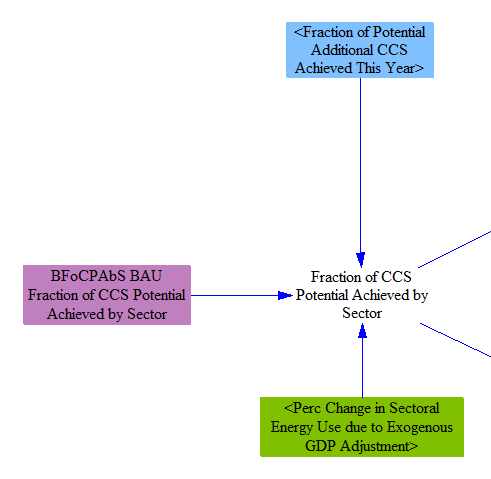 <Fraction of Potential
Additional CCS
Achieved This Year>
BFoCPAbS BAU
Fraction of CCS Potential
Achieved by Sector
Fraction of CCS
Potential Achieved by
Sector
<Perc Change in Sectoral
Energy Use due to Exogenous
GDP Adjustment>